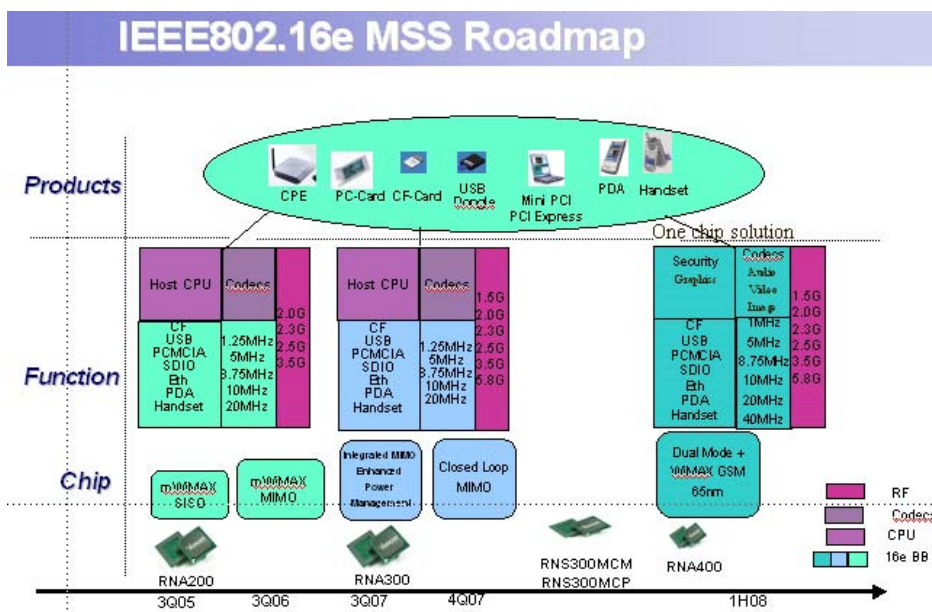 IEEE802.16e MSS Roadmap
Products
CPE
PC-Card
CF-Card
USB
Dongle
Mini PCI
PCI Express
PDA
Handset
One chip solution
Function
Host CPU
Codecs
2.0G
2.3G
2.5G
3.5G
CF
USB
PCMCIA
SDIO
Eth
PDA
Handset
1.25MHz
5MHz
8.75MHz
10MHz
20MHz
Host CPU
Codecs
1.5G
2.0G
2.3G
2.5G
3.5G
5.8G
CF
USB
PCMCIA
SDIO
Eth
PDA
Handset
1.25MHz
5MHz
8.75MHz
10MHz
20MHz
Security
Graphics
Codecs
Audio
Video
Image
1.5G
2.0G
2.3G
2.5G
3.5G
5.8G
CF
USB
PCMCIA
SDIO
Eth
PDA
Handset
1MHz
5MHz
8.75MHz
10MHz
20MHz
40MHz
Chip
mWiMAX
SISO
mWiMAX
MIMO
Integrated MIMO
Enhanced
Power
Management
Closed Loop
MIMO
Dual Mode +
WiMAX GSM
65nm
RF
Codecs
CPU
16e BB
RNA200
RNA300
RNS300MCM
RNS300MCP
RNA400
3Q05
3Q06
3Q07
4Q07
1H08